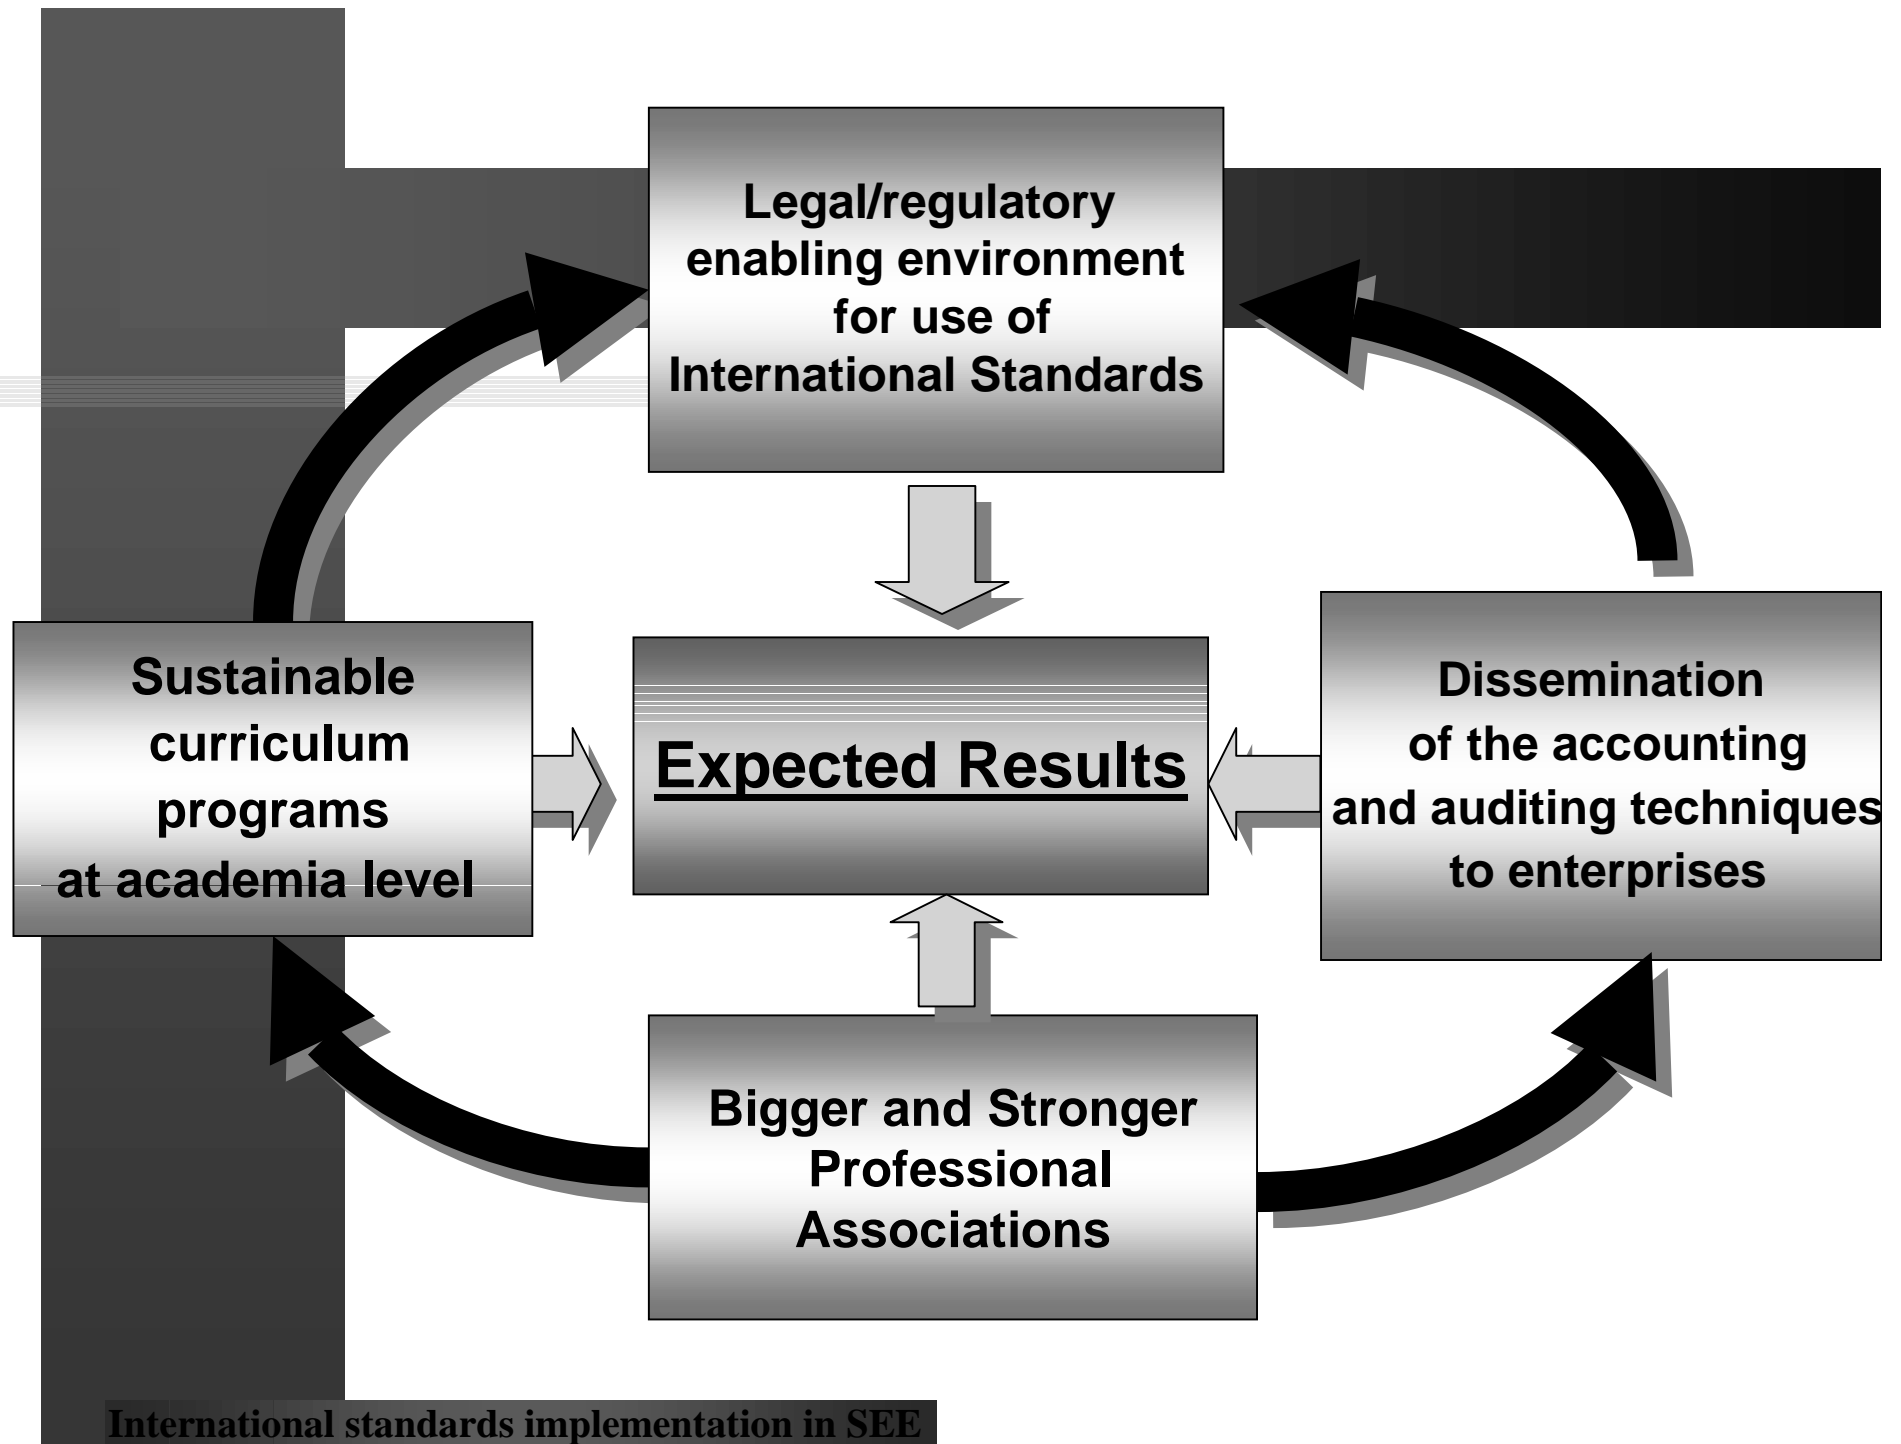 Legal/regulatory
enabling environment
for use of
International Standards
Sustainable
curriculum
programs
at academia level
Expected Results
Dissemination
of the accounting
and auditing techniques
to enterprises
Bigger and Stronger
Professional
Associations
International standards implementation in SEE